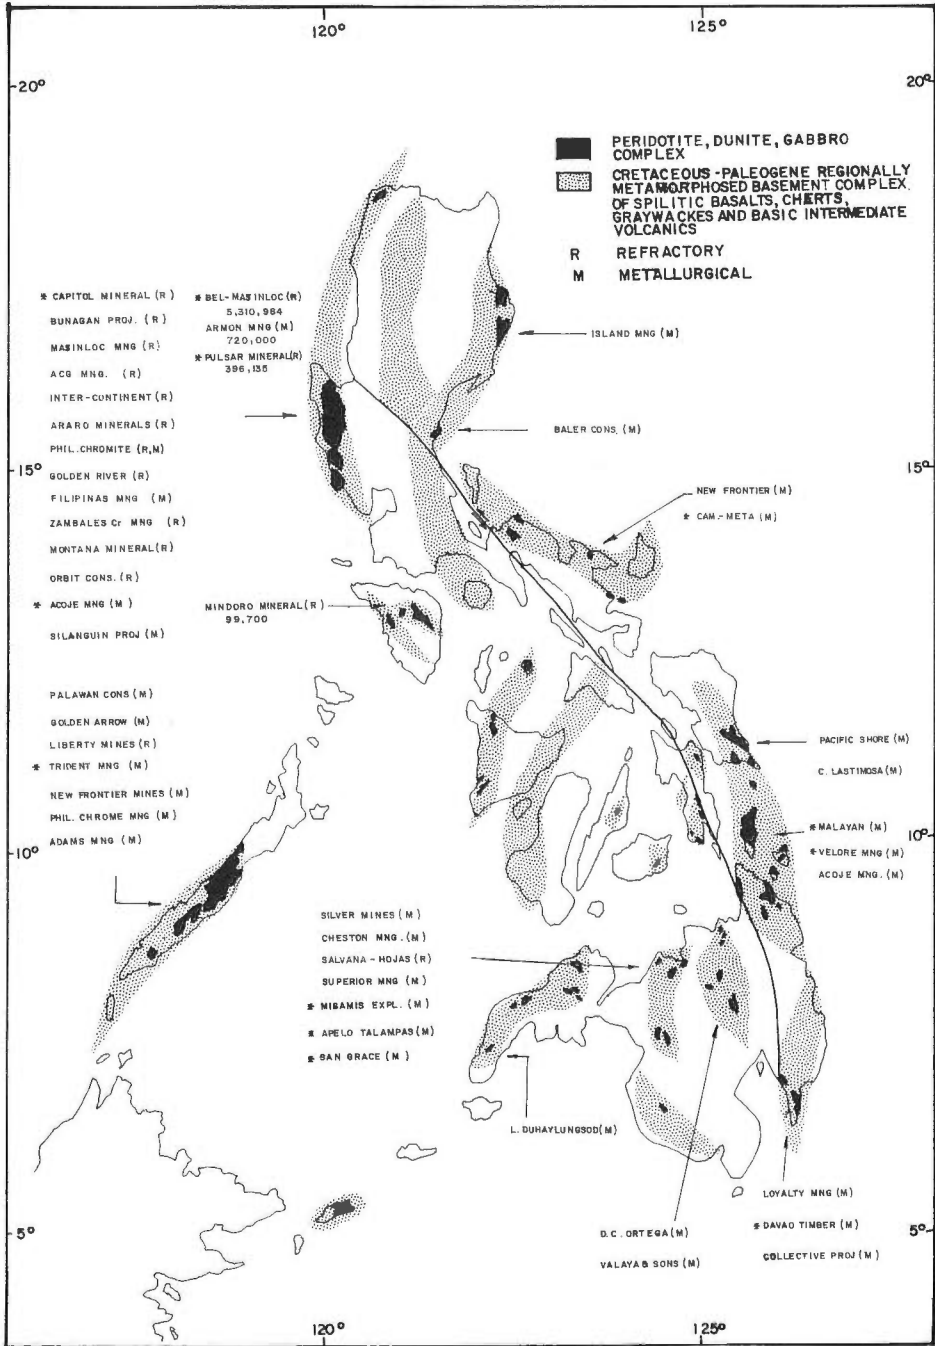 120°
125°
20°
20°
PERIDOTITE, DUNITE, GABBRO
COMPLEX
CRETACEOUS-PALEOGENE REGIONALLY
METAMORPHOSED BASEMENT COMPLEX
OF SPILITIC BASALTS, CHERTS,
GRAYWACKES AND BASIC INTERMEDIATE
VOLCANICS
R REFRACTORY
M METALLURGICAL
* CAPITOL MINERAL (R)
BUNAGAN PROJ. (R)
MASINLOC MNG (R)
ACG MNG. (R)
INTER-CONTINENT (R)
ARARO MINERALS (R)
PHIL. CHROMITE (R,M)
GOLDEN RIVER (R)
FILIPINAS MNG (M)
ZAMBALES Cr MNG (R)
MONTANA MINERAL (R)
ORBIT CONS. (R)
* ACOJE MNG (M)
SILANGUIN PROJ (M)
* BEL-MASINLOC (R)
5,310,984
ARMON MNG (M)
720,000
* PULSAR MINERAL (R)
396,135
ISLAND MNG (M)
BALER CONS. (M)
15°
15°
NEW FRONTIER (M)
* CAM.-META (M)
MINDORO MINERAL (R)
99,700
PALAWAN CONS (M)
GOLDEN ARROW (M)
LIBERTY MINES (R)
* TRIDENT MNG (M)
NEW FRONTIER MINES (M)
PHIL. CHROME MNG (M)
ADAMS MNG (M)
PACIFIC SHORE (M)
C. LASTIMOSA (M)
* MALAYAN (M)
* VELORE MNG (M)
ACOJE MNG. (M)
10°
10°
SILVER MINES (M)
CHESTON MNG. (M)
SALVANA-HOJAS (R)
SUPERIOR MNG (M)
* MISAMIS EXPL. (M)
* APELO TALAMPAS (M)
* SAN GRACE (M)
L. DUHAYLUNGSOD (M)
D.C. ORTEGA (M)
VALAYA & SONS (M)
LOYALTY MNG (M)
* DAVAO TIMBER (M)
COLLECTIVE PROJ (M)
5°
5°
120°
125°